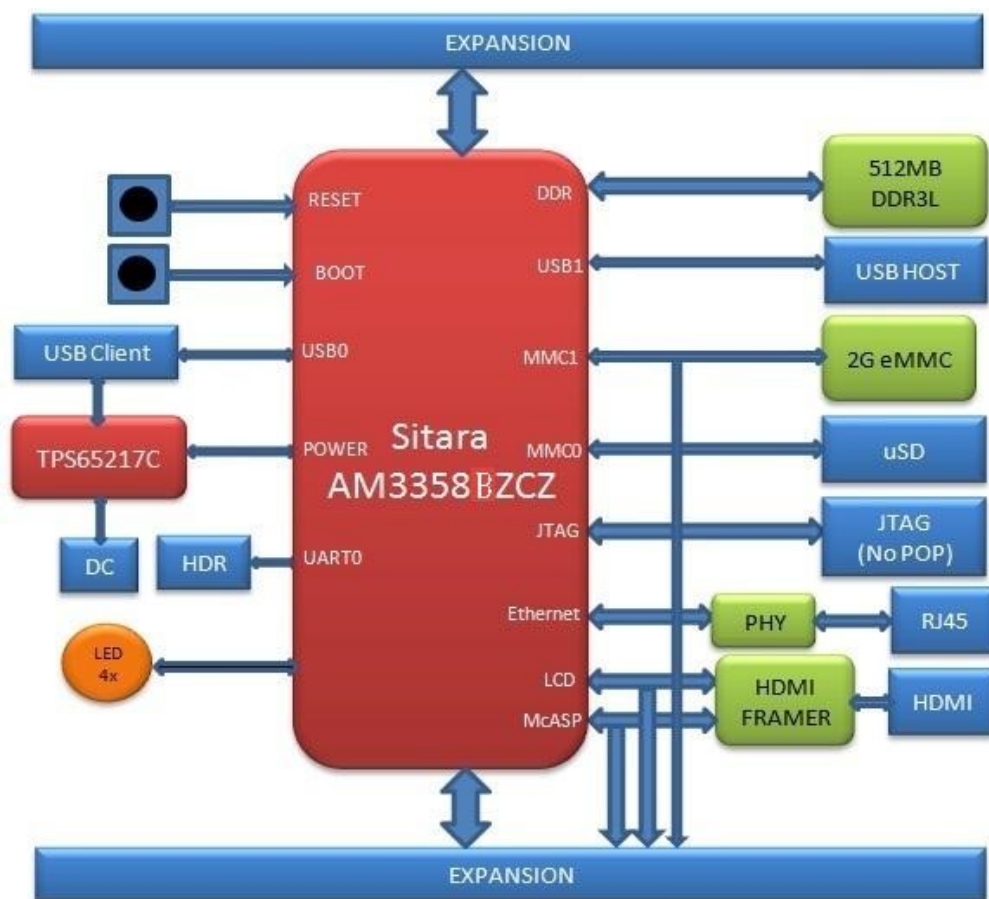 EXPANSION
RESET
DDR
512MB
DDR3L
BOOT
USB1
USB HOST
USB Client
USB0
MMC1
2G eMMC
TPS65217C
POWER
Sitara
AM3358BZCZ
MMC0
uSD
JTAG
JTAG
(No POP)
DC
HDR
UART0
Ethernet
PHY
RJ45
LED
4x
LCD
McASP
HDMI
FRAMER
HDMI
EXPANSION